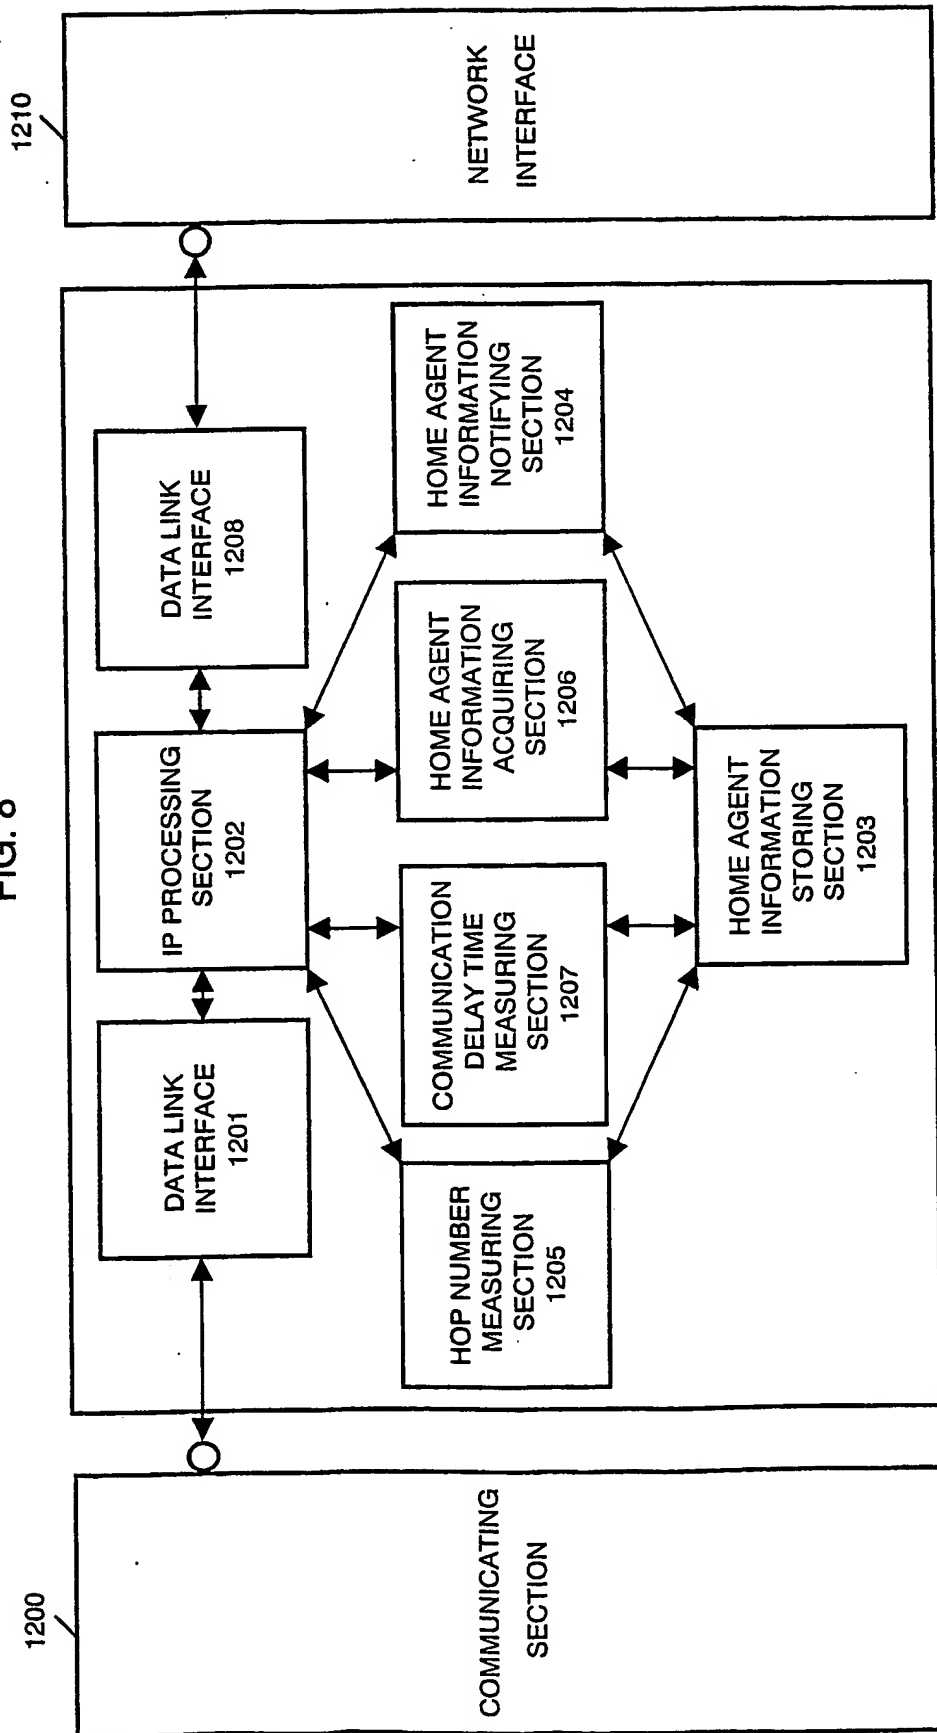 FIG. 8
1200
COMMUNICATING
SECTION
DATA LINK
INTERFACE
1201
IP PROCESSING
SECTION
1202
DATA LINK
INTERFACE
1208
HOP NUMBER
MEASURING
SECTION
1205
COMMUNICATION
DELAY TIME
MEASURING
SECTION
1207
HOME AGENT
INFORMATION
ACQUIRING
SECTION
1206
HOME AGENT
INFORMATION
NOTIFYING
SECTION
1204
HOME AGENT
INFORMATION
STORING
SECTION
1203
1210
NETWORK
INTERFACE